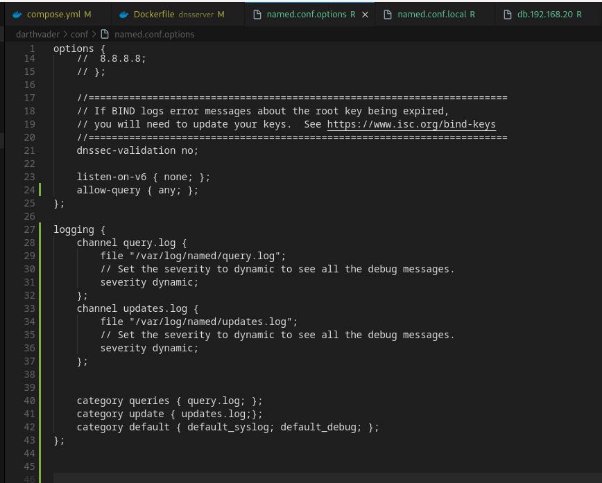 compose.yml M
Dockerfile dnsserver M
named.conf.options R
named.conf.local R
db.192.168.20 R
darthvader > conf > named.conf.options
1 options {
14 // 8.8.8.8;
15 // };
16
17 //========================================================================
18 // If BIND logs error messages about the root key being expired,
19 // you will need to update your keys. See https://www.isc.org/bind-keys
20 //========================================================================
21 dnssec-validation no;
22
23 listen-on-v6 { none; };
24 allow-query { any; };
25 };
26
27 logging {
28 channel query.log {
29 file "/var/log/named/query.log";
30 // Set the severity to dynamic to see all the debug messages.
31 severity dynamic;
32 };
33 channel updates.log {
34 file "/var/log/named/updates.log";
35 // Set the severity to dynamic to see all the debug messages.
36 severity dynamic;
37 };
38
39
40 category queries { query.log; };
41 category update { updates.log;};
42 category default { default_syslog; default_debug; };
43 };
44
45
46